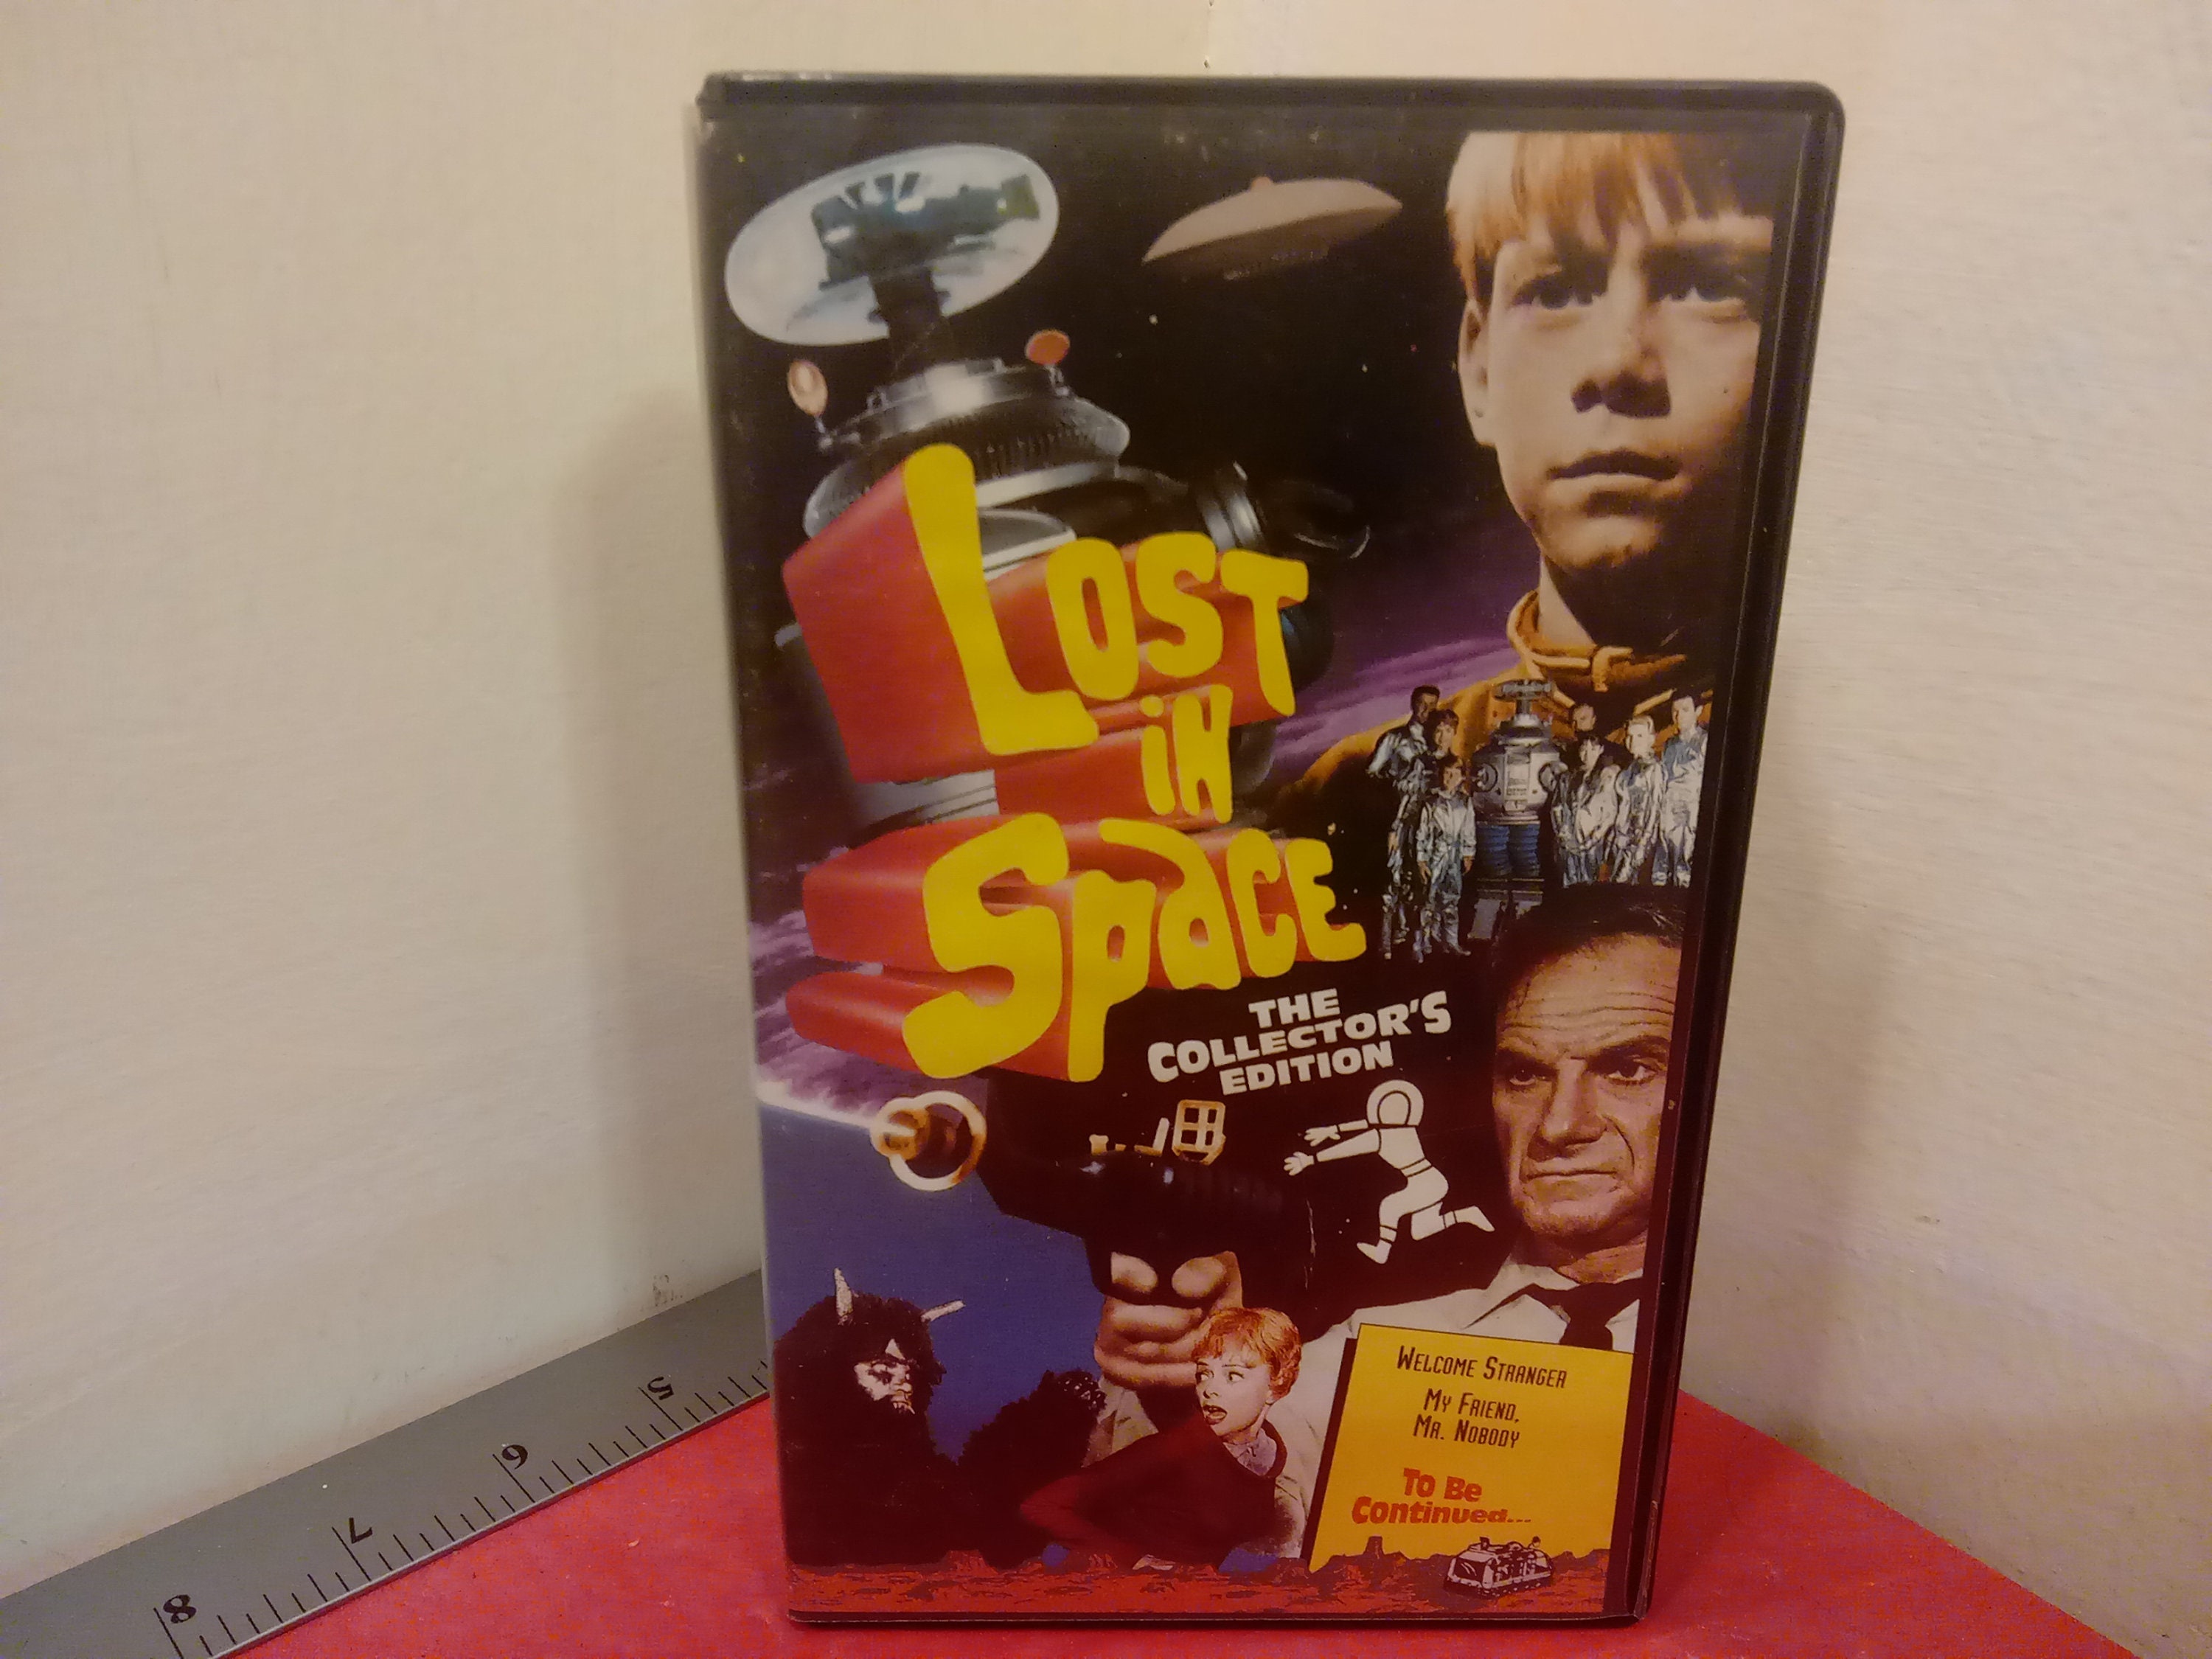 Lost
in
Space
THE
COLLECTOR'S
EDITION
WELCOME STRANGER
MY FRIEND,
MR. NOBODY
To Be
Continued...
5
6
7
8